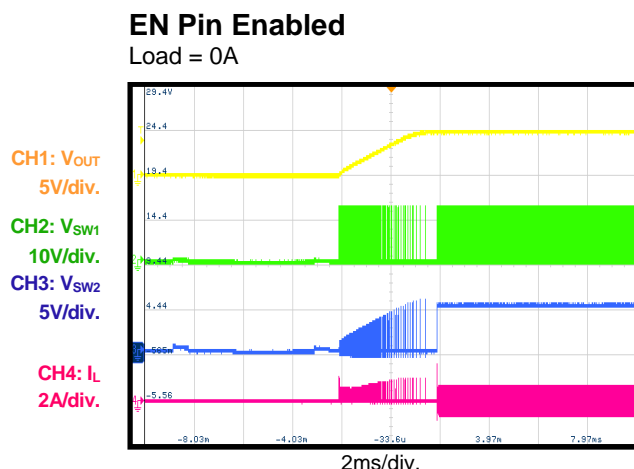 EN Pin Enabled
Load = 0A
29.4V
24.4
19.4
14.4
9.44
4.44
-565m
-5.56
CH1: VOUT
5V/div.
CH2: VSW1
10V/div.
CH3: VSW2
5V/div.
CH4: IL
2A/div.
-8.03m
-4.03m
-33.6u
3.97m
7.97ms
2ms/div.